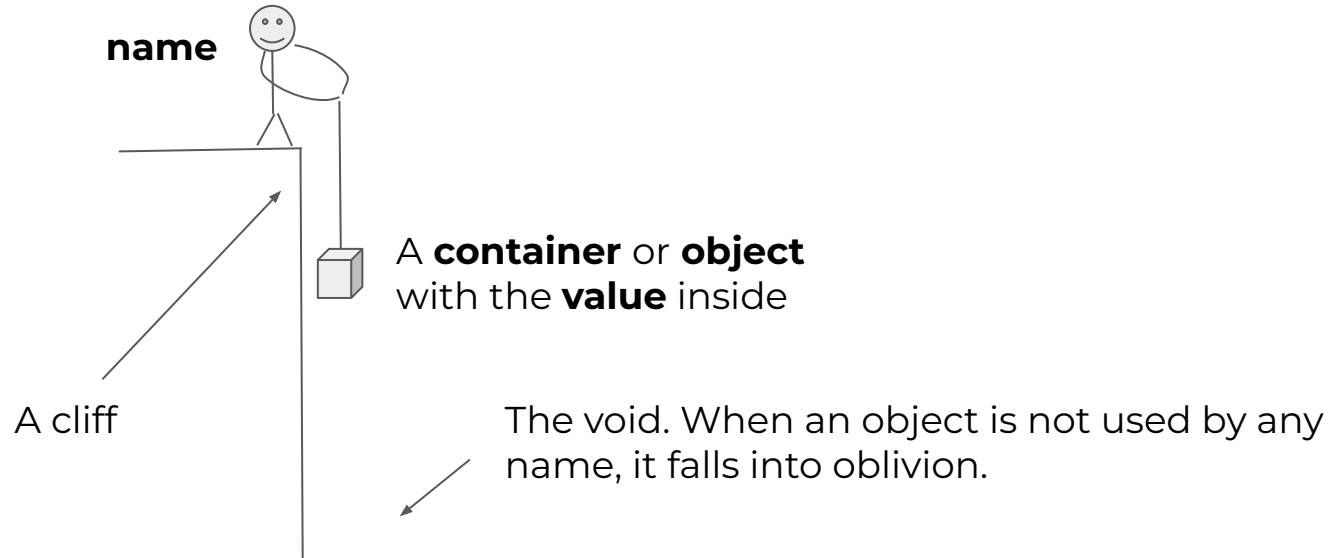 name
A container or object
with the value inside
A cliff
The void. When an object is not used by any
name, it falls into oblivion.